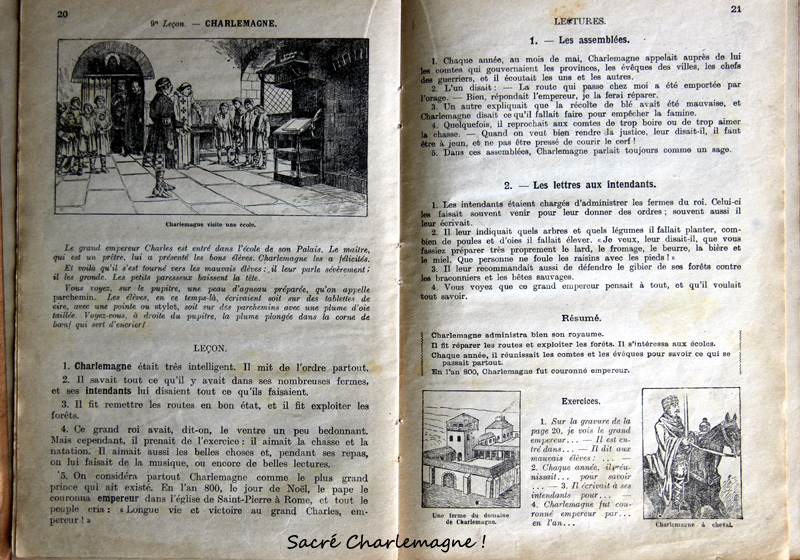 20
9e Leçon. — CHARLEMAGNE.
Charlemagne visite une école.
Le grand empereur Charles est entré dans l'école de son Palais. Le maître,
qui est un prêtre, lui a présenté les bons élèves. Charlemagne les a félicités.
Et voilà qu'il s'est tourné vers les mauvais élèves ; il leur parle sévèrement ;
il les gronde. Les petits paresseux baissent la tête.
Vous voyez, sur le pupitre, une peau d'agneau préparée, qu'on appelle
parchemin. Les élèves, en ce temps-là, écrivaient soit sur des tablettes de
cire, avec une pointe ou stylet, soit sur des parchemins avec une plume d'oie
taillée. Voyez-vous, à droite du pupitre, la plume plongée dans la corne de
bœuf qui sert d'encrier?
LEÇON.
1. Charlemagne était très intelligent. Il mit de l'ordre partout.
2. Il savait tout ce qu'il y avait dans ses nombreuses fermes,
et ses intendants lui disaient tout ce qu'ils faisaient.
3. Il fit remettre les routes en bon état, et il fit exploiter les
forêts.
4. Ce grand roi avait, dit-on, le ventre un peu bedonnant.
Mais cependant, il prenait de l'exercice : il aimait la chasse et la
natation. Il aimait aussi les belles choses et, pendant ses repas,
on lui faisait de la musique, ou encore de belles lectures.
5. On considéra partout Charlemagne comme le plus grand
prince qui ait existé. En l'an 800, le jour de Noël, le pape le
couronna empereur dans l'église de Saint-Pierre à Rome, et tout le
peuple cria : « Longue vie et victoire au grand Charles, em-
pereur ! »
21
LECTURES.
1. — Les assemblées.
1. Chaque année, au mois de mai, Charlemagne appelait auprès de lui
les comtes qui gouvernaient les provinces, les évêques des villes, les chefs
des guerriers, et il écoutait les uns et les autres.
2. L'un disait : — La route qui passe chez moi a été emportée par
l'orage. — Bien, répondait l'empereur, je la ferai réparer.
3. Un autre expliquait que la récolte de blé avait été mauvaise, et
Charlemagne disait ce qu'il fallait faire pour empêcher la famine.
4. Quelquefois, il reprochait aux comtes de trop boire ou de trop aimer
la chasse. — Quand on veut bien rendre la justice, leur disait-il, il faut
être à jeun, et ne pas être pressé de courir le cerf !
5. Dans ces assemblées, Charlemagne parlait toujours comme un sage.
2. — Les lettres aux intendants.
1. Les intendants étaient chargés d'administrer les fermes du roi. Celui-ci
les faisait souvent venir pour leur donner des ordres ; souvent aussi il
leur écrivait.
2. Il leur indiquait quels arbres et quels légumes il fallait planter, com-
bien de poules et d'oies il fallait élever. « Je veux, leur disait-il, que vous
fassiez préparer très proprement le lard, le fromage, le beurre, la bière et
le miel. Que personne ne foule les raisins avec les pieds ! »
3. Il leur recommandait aussi de défendre le gibier de ses forêts contre
les braconniers et les bêtes sauvages.
4. Vous voyez que ce grand empereur pensait à tout, et qu'il voulait
tout savoir.
Résumé.
Charlemagne administra bien son royaume.
Il fit réparer les routes et exploiter les forêts. Il s'intéressa aux écoles.
Chaque année, il réunissait les comtes et les évêques pour savoir ce qui se
passait partout.
En l'an 800, Charlemagne fut couronné empereur.
Une ferme du domaine
de Charlemagne.
Exercices.
1. Sur la gravure de la
page 20, je vois le grand
empereur... — Il est en-
tré dans... — Il dit aux
mauvais élèves : ... —
2. Chaque année, il réu-
nissait... pour savoir
... — 3. Il écrivait à ses
intendants pour... —
4. Charlemagne fut cou-
ronné empereur par...
en l'an...
Charlemagne à cheval.
Sacré Charlemagne !